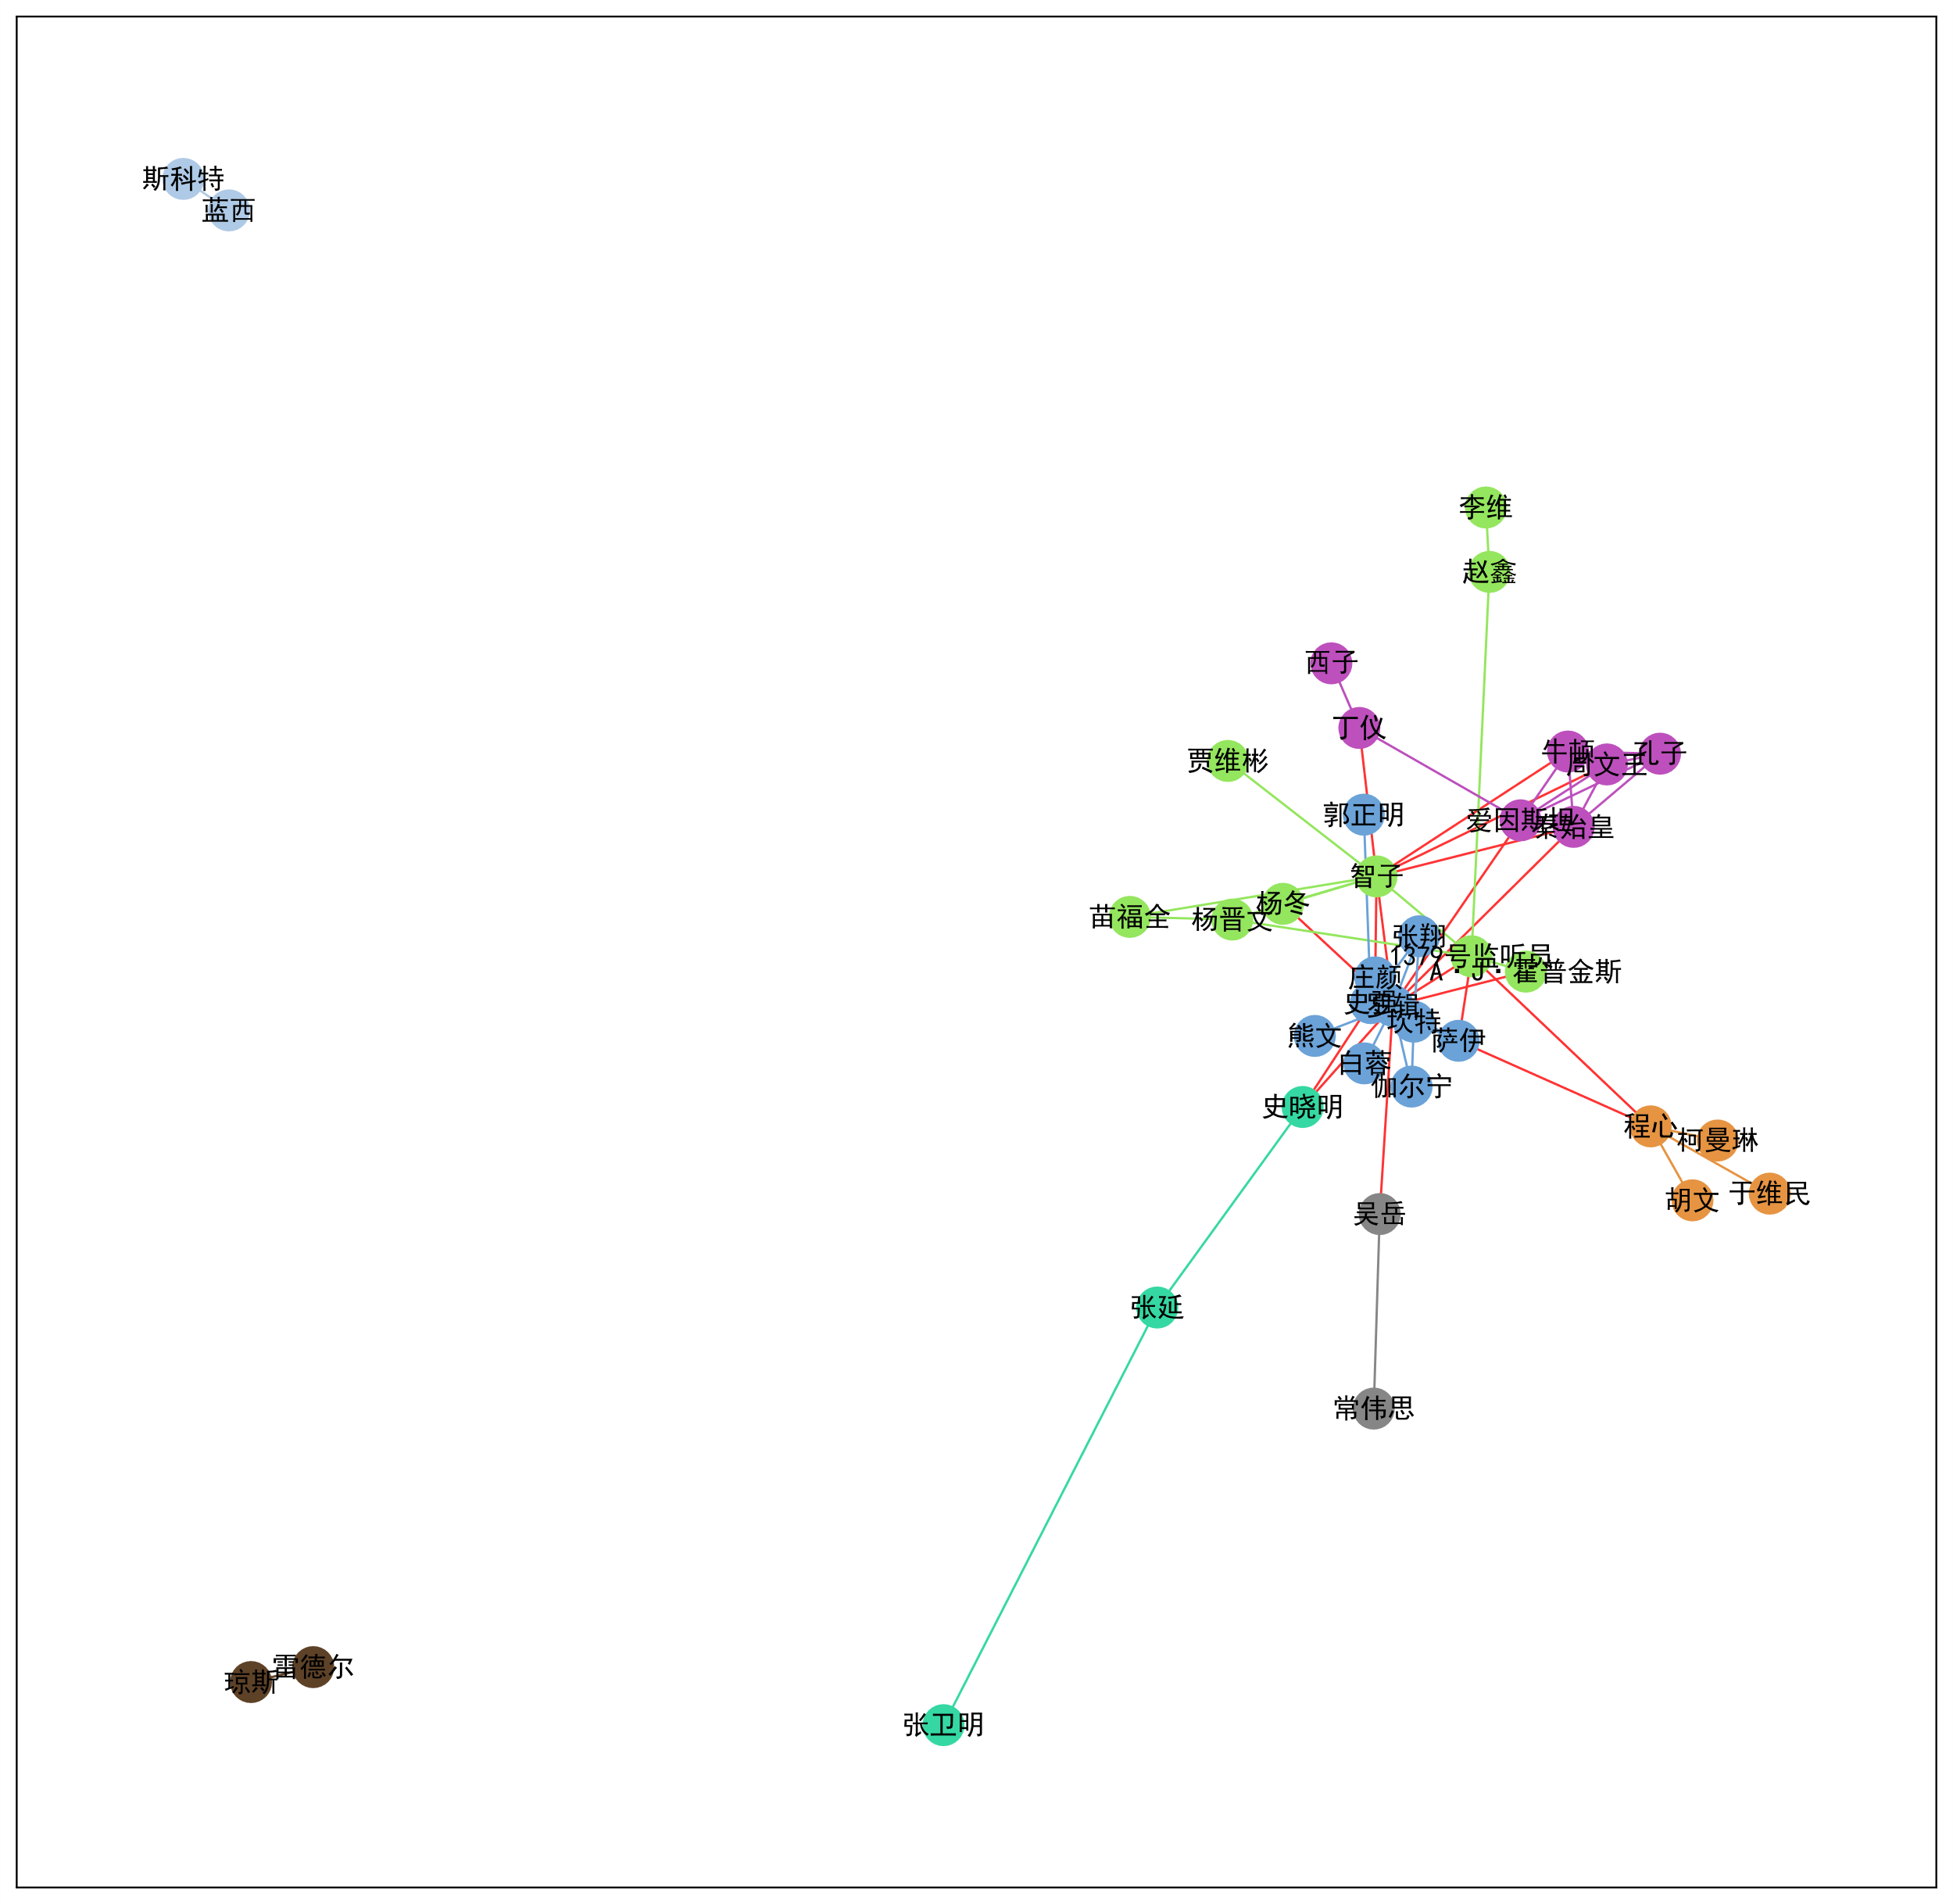 斯科特
蓝西
李维
赵鑫
西子
丁仪
牛顿
孔子
周文王
贾维彬
郭正明
爱因斯坦
秦始皇
智子
杨冬
苗福全
杨晋文
张翔
1379号监听员
A·J·霍普金斯
庄颜
史强
罗辑
坎特
熊文
萨伊
白蓉
伽尔宁
史晓明
程心
柯曼琳
于维民
胡文
吴岳
张延
常伟思
雷德尔
琼斯
张卫明